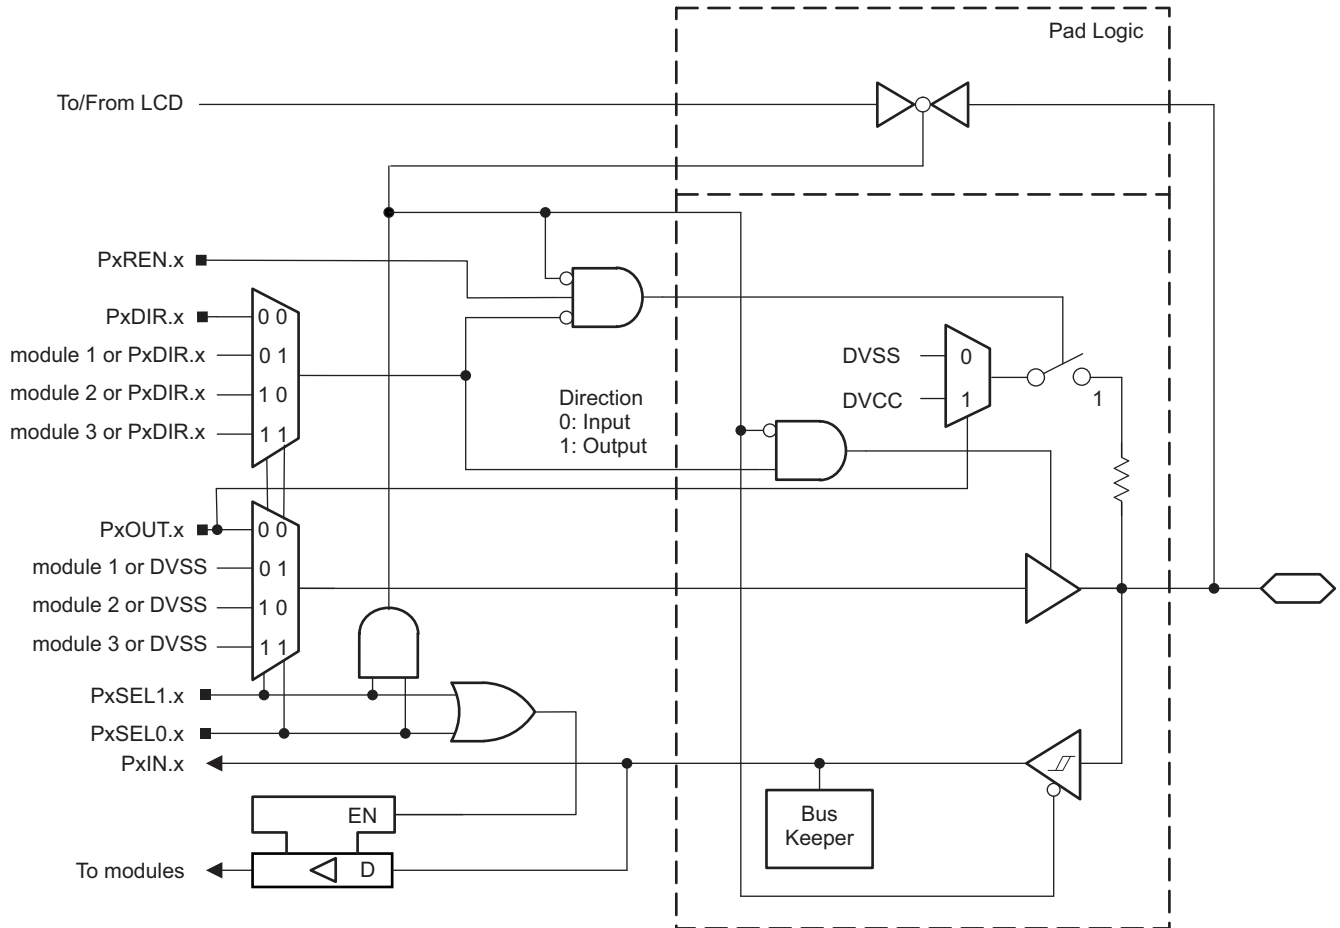 Pad Logic
To/From LCD
PxREN.x
PxDIR.x
0 0
module 1 or PxDIR.x
0 1
module 2 or PxDIR.x
1 0
module 3 or PxDIR.x
1 1
Direction
0: Input
1: Output
DVSS
0
DVCC
1
1
PxOUT.x
0 0
module 1 or DVSS
0 1
module 2 or DVSS
1 0
module 3 or DVSS
1 1
PxSEL1.x
PxSEL0.x
PxIN.x
Bus
Keeper
EN
To modules
D